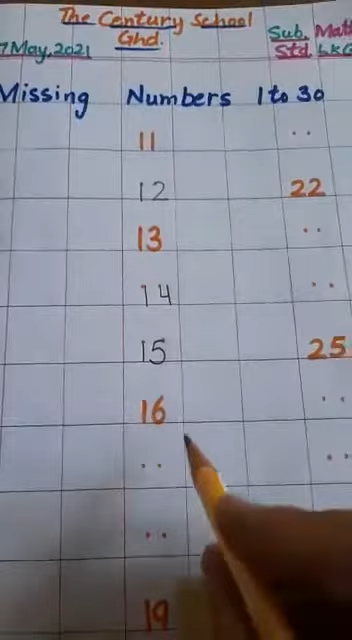 The Century School
Ghd.
Sub. Math
7 May, 2021
Std. LKG
Missing Numbers 1 to 30
11 ..
12 22
13 ..
14 ..
15 25
16 ..
.. ..
..
19